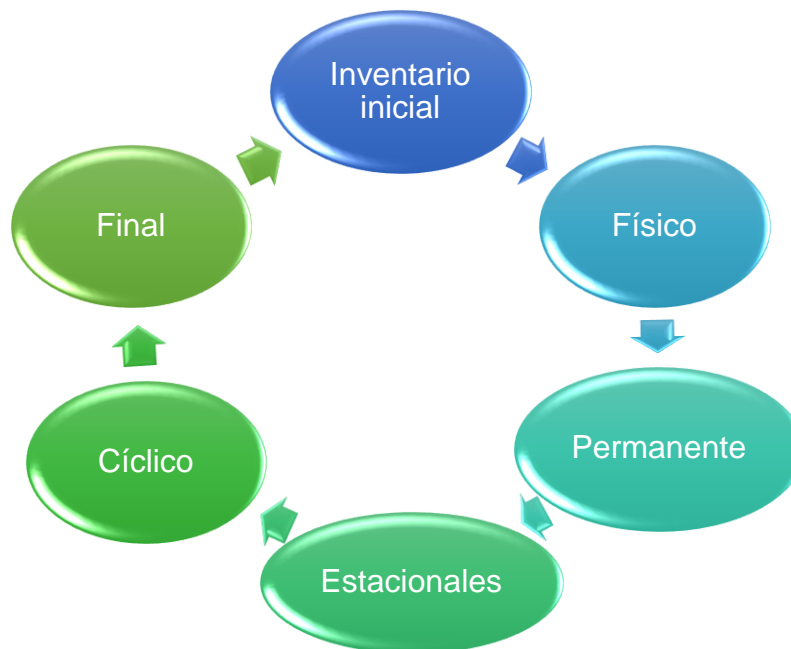 Inventario
inicial
Físico
Permanente
Estacionales
Cíclico
Final